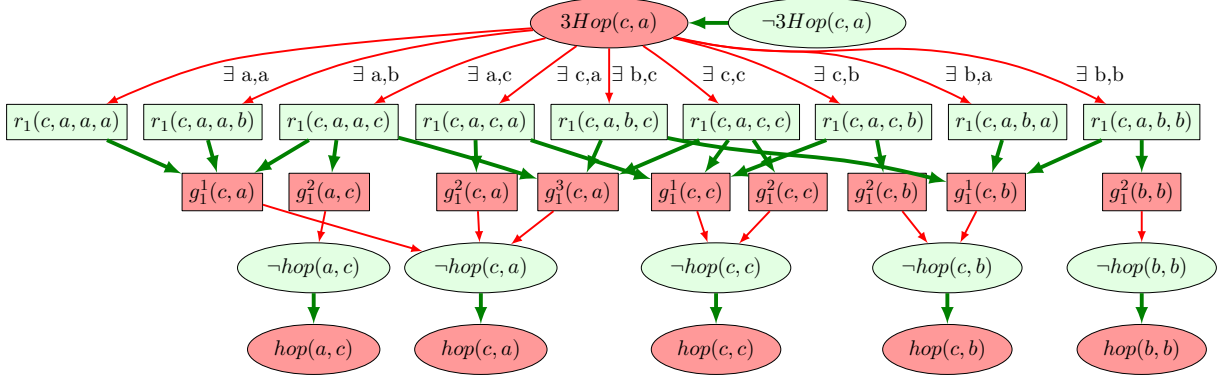 3Hop(c, a) ¬3Hop(c, a)
∃ a,a ∃ a,b ∃ a,c ∃ c,a ∃ b,c ∃ c,c ∃ c,b ∃ b,a ∃ b,b
r₁(c, a, a, a) r₁(c, a, a, b) r₁(c, a, a, c) r₁(c, a, c, a) r₁(c, a, b, c) r₁(c, a, c, c) r₁(c, a, c, b) r₁(c, a, b, a) r₁(c, a, b, b)
g₁¹(c, a) g₁²(a, c) g₁²(c, a) g₁³(c, a) g₁¹(c, c) g₁²(c, c) g₁²(c, b) g₁¹(c, b) g₁²(b, b)
¬hop(a, c) ¬hop(c, a) ¬hop(c, c) ¬hop(c, b) ¬hop(b, b)
hop(a, c) hop(c, a) hop(c, c) hop(c, b) hop(b, b)